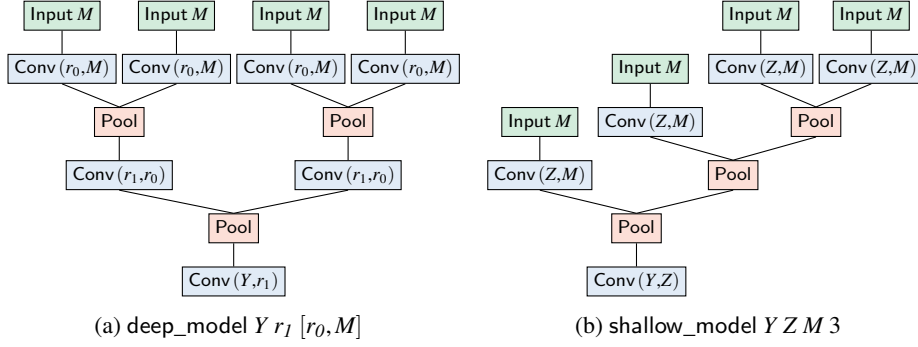 Input M Input M Input M Input M
Conv (r₀,M) Conv (r₀,M) Conv (r₀,M) Conv (r₀,M)
Pool Pool
Conv (r₁,r₀) Conv (r₁,r₀)
Pool
Conv (Y,r₁)
(a) deep_model Y r₁ [r₀, M]
Input M Input M
Input M Conv (Z,M) Conv (Z,M)
Input M Conv (Z,M) Pool
Conv (Z,M) Pool
Pool
Conv (Y,Z)
(b) shallow_model Y Z M 3